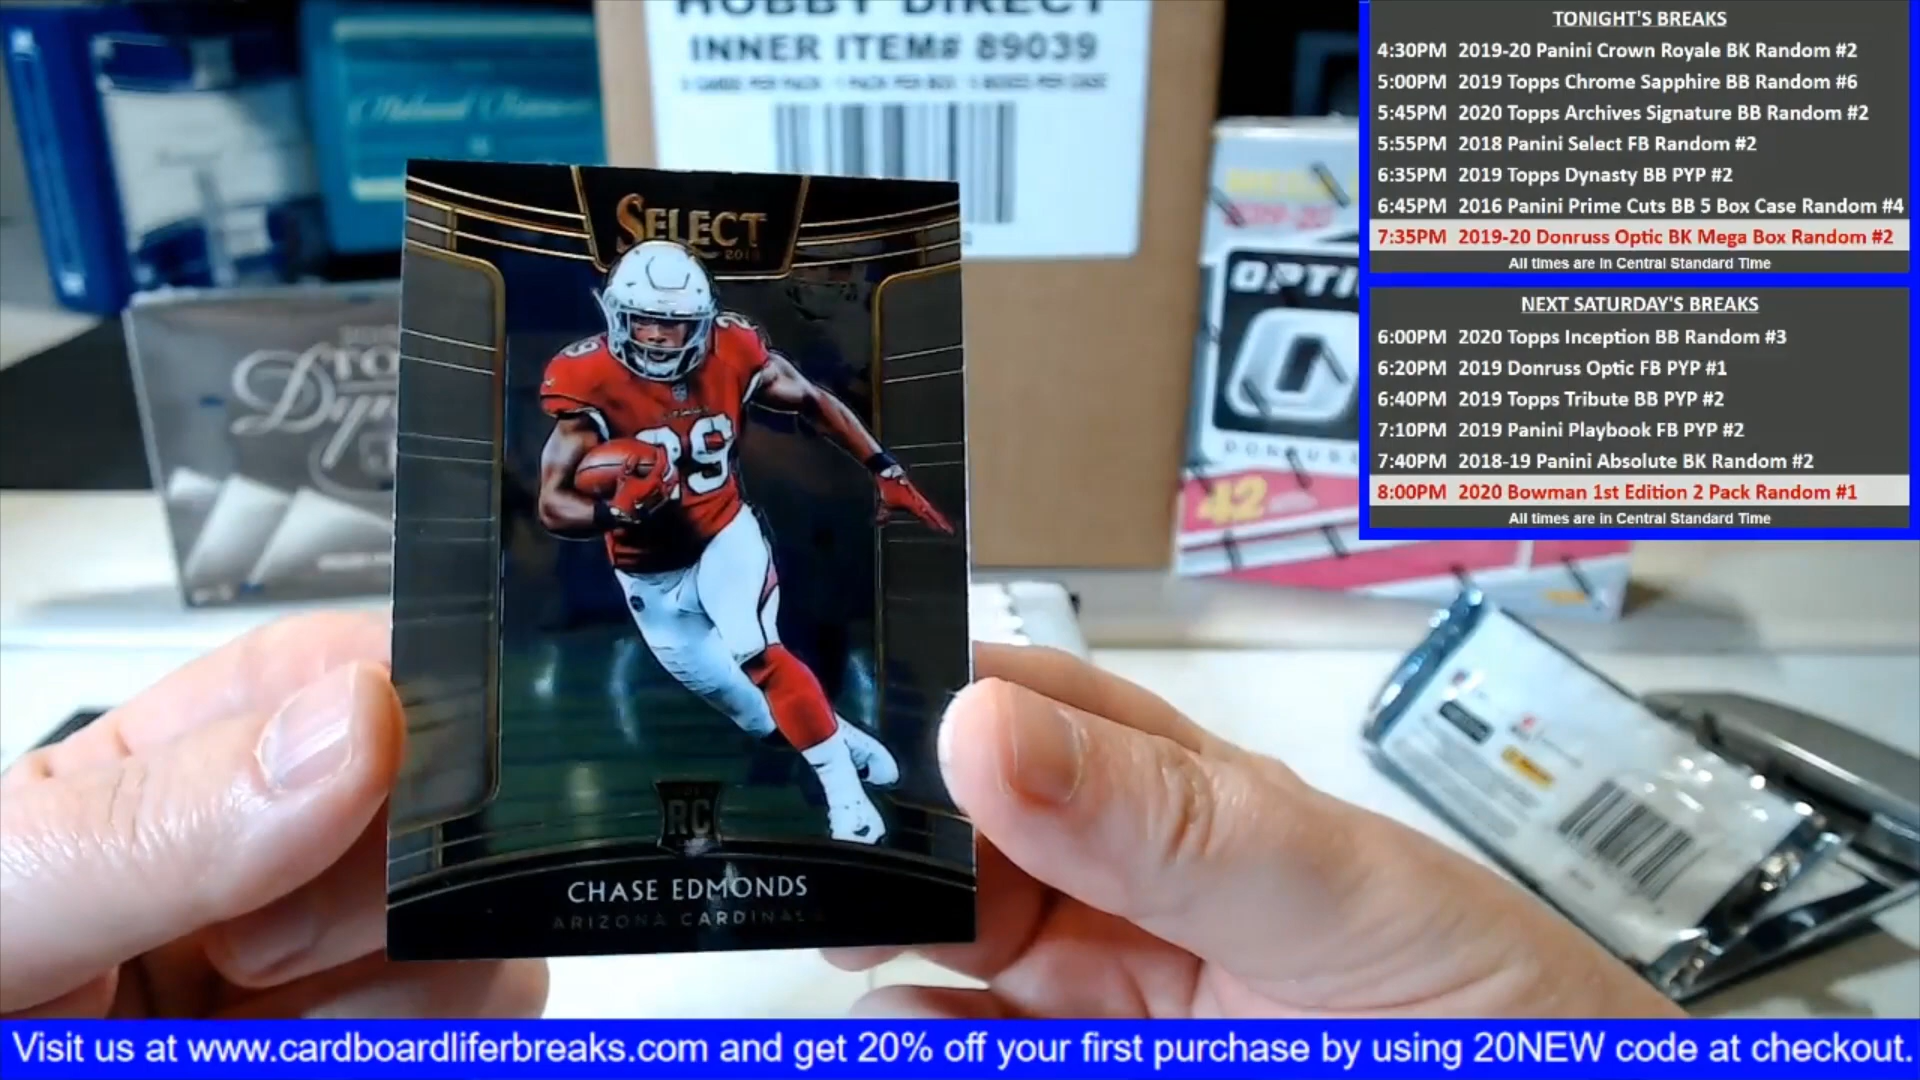 HOBBY DIRECT
INNER ITEM# 89039
SELECT
29
29
RC
CHASE EDMONDS
ARIZONA CARDINALS
OPTI
DONRUSS
42
TONIGHT'S BREAKS
4:30PM 2019-20 Panini Crown Royale BK Random #2
5:00PM 2019 Topps Chrome Sapphire BB Random #6
5:45PM 2020 Topps Archives Signature BB Random #2
5:55PM 2018 Panini Select FB Random #2
6:35PM 2019 Topps Dynasty BB PYP #2
6:45PM 2016 Panini Prime Cuts BB 5 Box Case Random #4
7:35PM 2019-20 Donruss Optic BK Mega Box Random #2
All times are in Central Standard Time
NEXT SATURDAY'S BREAKS
6:00PM 2020 Topps Inception BB Random #3
6:20PM 2019 Donruss Optic FB PYP #1
6:40PM 2019 Topps Tribute BB PYP #2
7:10PM 2019 Panini Playbook FB PYP #2
7:40PM 2018-19 Panini Absolute BK Random #2
8:00PM 2020 Bowman 1st Edition 2 Pack Random #1
All times are in Central Standard Time
Visit us at www.cardboardliferbreaks.com and get 20% off your first purchase by using 20NEW code at checkout.